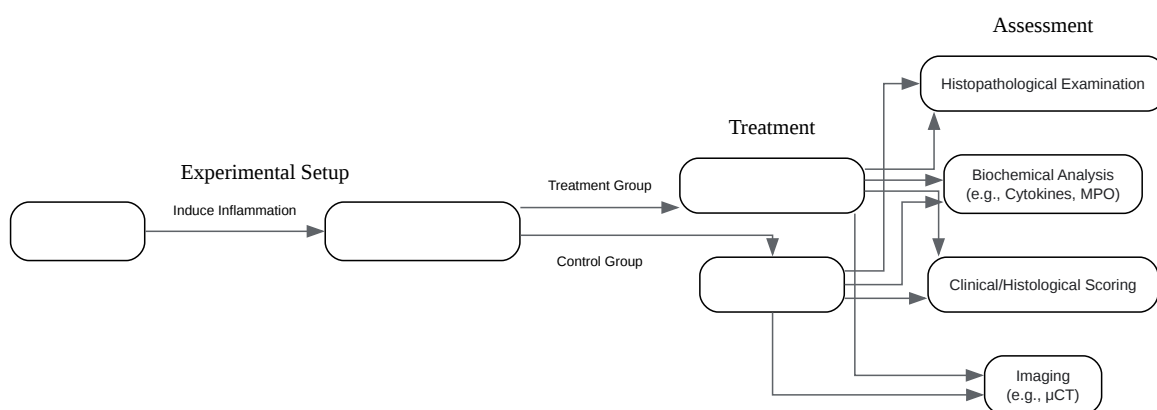 Assessment
Histopathological Examination
Treatment
Experimental Setup
Biochemical Analysis
(e.g., Cytokines, MPO)
Treatment Group
Induce Inflammation
Control Group
Clinical/Histological Scoring
Imaging
(e.g., μCT)